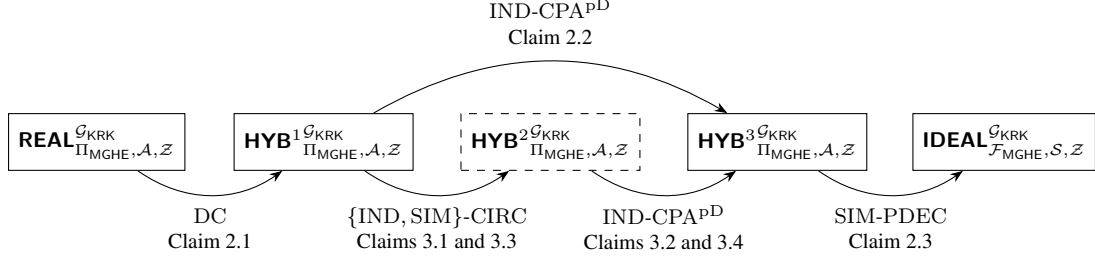 IND-CPA^pD
Claim 2.2
REAL^{𝒢_KRK}_{Π_MGHE, 𝒜, 𝒵}
HYB^1 ^{𝒢_KRK}_{Π_MGHE, 𝒜, 𝒵}
HYB^2 ^{𝒢_KRK}_{Π_MGHE, 𝒜, 𝒵}
HYB^3 ^{𝒢_KRK}_{Π_MGHE, 𝒜, 𝒵}
IDEAL^{𝒢_KRK}_{ℱ_MGHE, 𝒮, 𝒵}
DC
Claim 2.1
{IND, SIM}-CIRC
Claims 3.1 and 3.3
IND-CPA^pD
Claims 3.2 and 3.4
SIM-PDEC
Claim 2.3